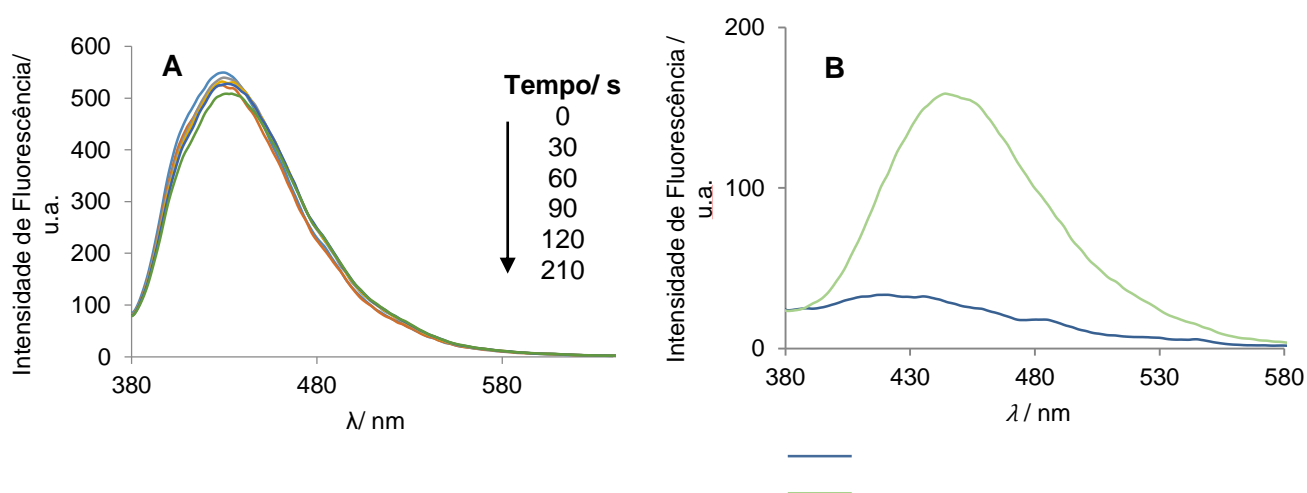 A
Intensidade de Fluorescência/
u.a.
600
500
400
300
200
100
0
380
480
580
λ/ nm
Tempo/ s
0
30
60
90
120
210
B
Intensidade de Fluorescência /
u.a.
200
100
0
380
430
480
530
580
λ/ nm